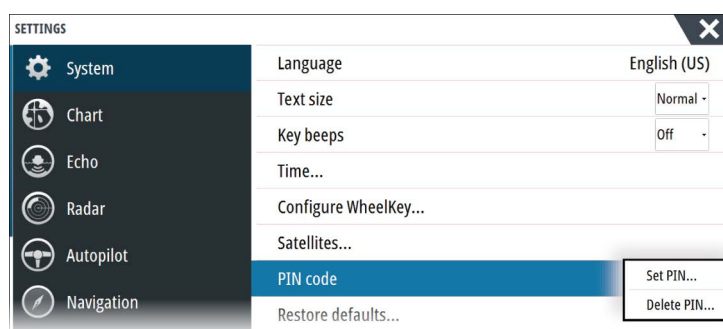 SETTINGS
System
Chart
Echo
Radar
Autopilot
Navigation
Language English (US)
Text size Normal
Key beeps Off
Time...
Configure WheelKey...
Satellites...
PIN code
Restore defaults...
Set PIN...
Delete PIN...